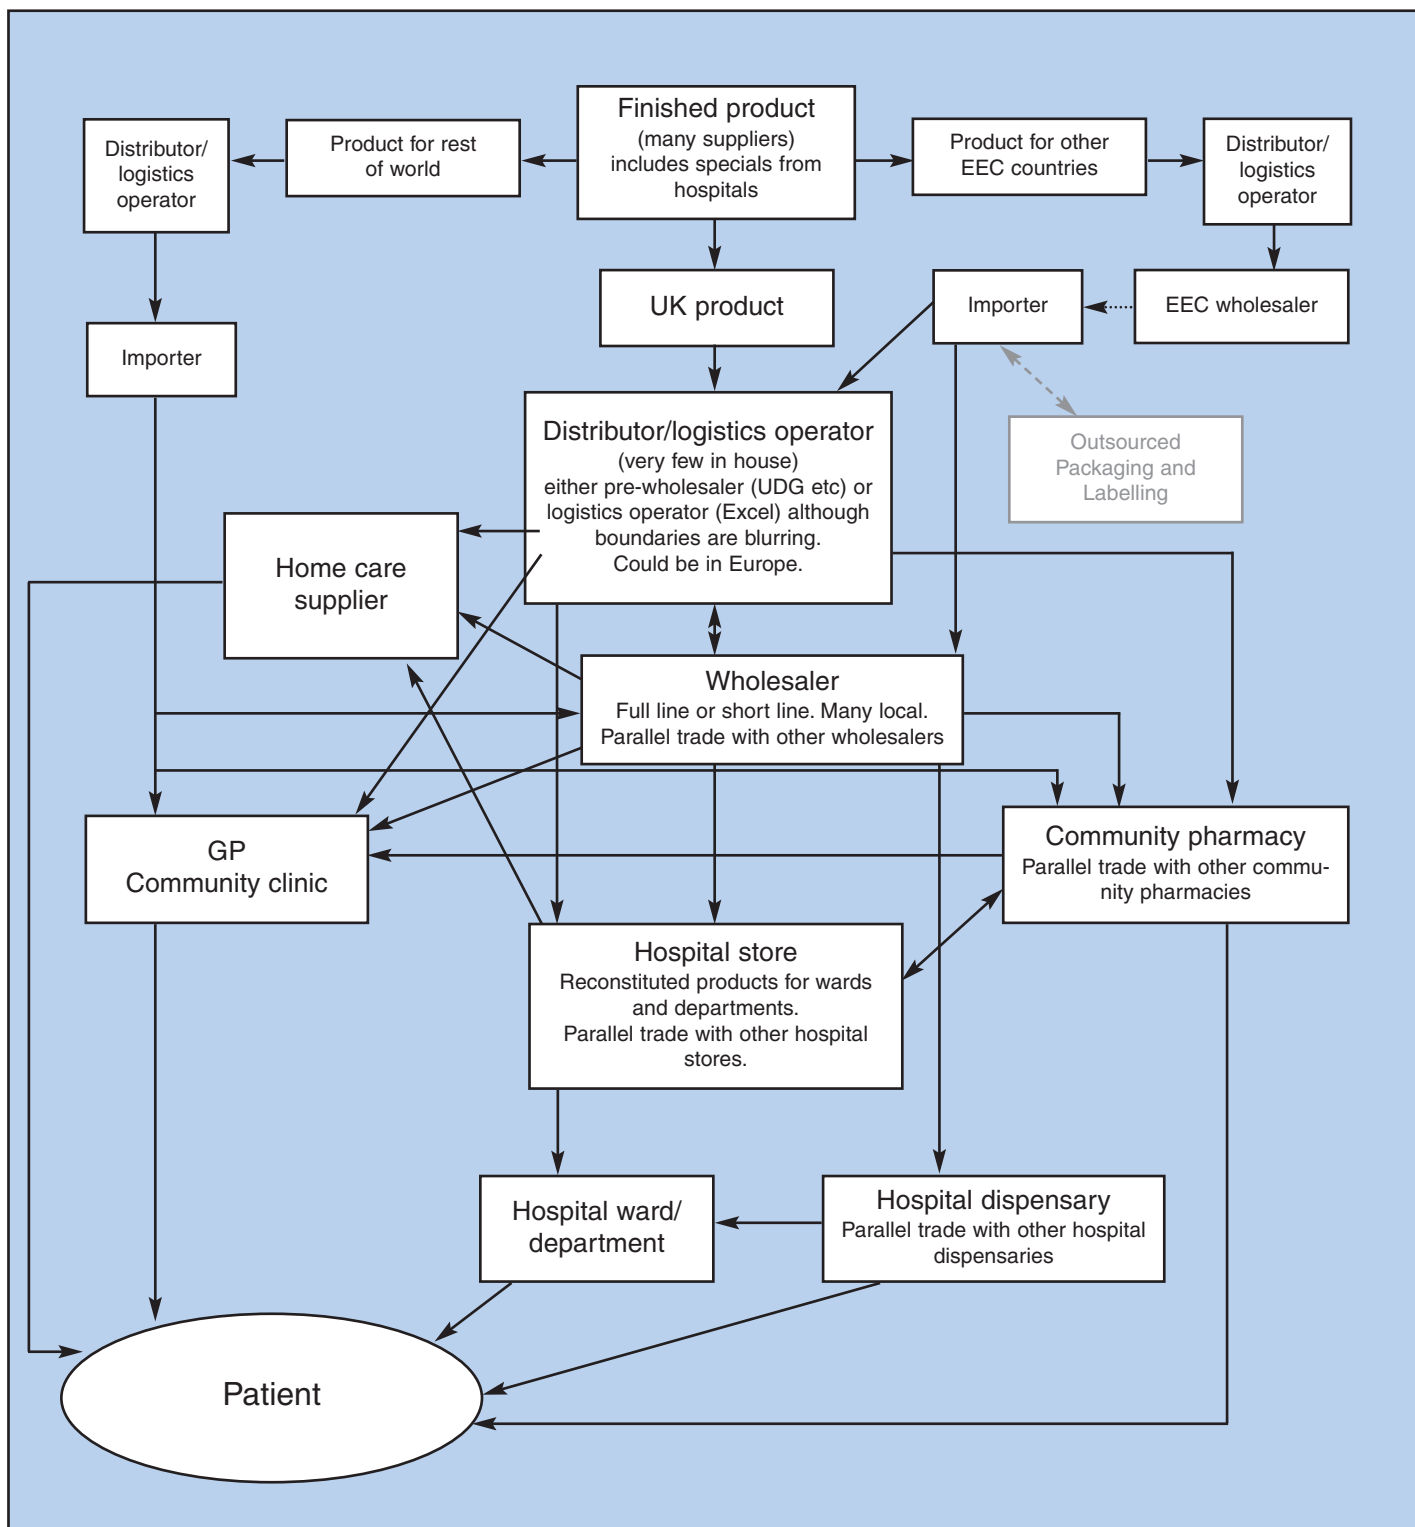 Finished product
(many suppliers)
includes specials from
hospitals
Distributor/
logistics
operator
Product for rest
of world
Product for other
EEC countries
Distributor/
logistics
operator
UK product
Importer
EEC wholesaler
Importer
Distributor/logistics operator
(very few in house)
either pre-wholesaler (UDG etc) or
logistics operator (Excel) although
boundaries are blurring.
Could be in Europe.
Outsourced
Packaging and
Labelling
Home care
supplier
Wholesaler
Full line or short line. Many local.
Parallel trade with other wholesalers
GP
Community clinic
Community pharmacy
Parallel trade with other commu-
nity pharmacies
Hospital store
Reconstituted products for wards
and departments.
Parallel trade with other hospital
stores.
Hospital ward/
department
Hospital dispensary
Parallel trade with other hospital
dispensaries
Patient